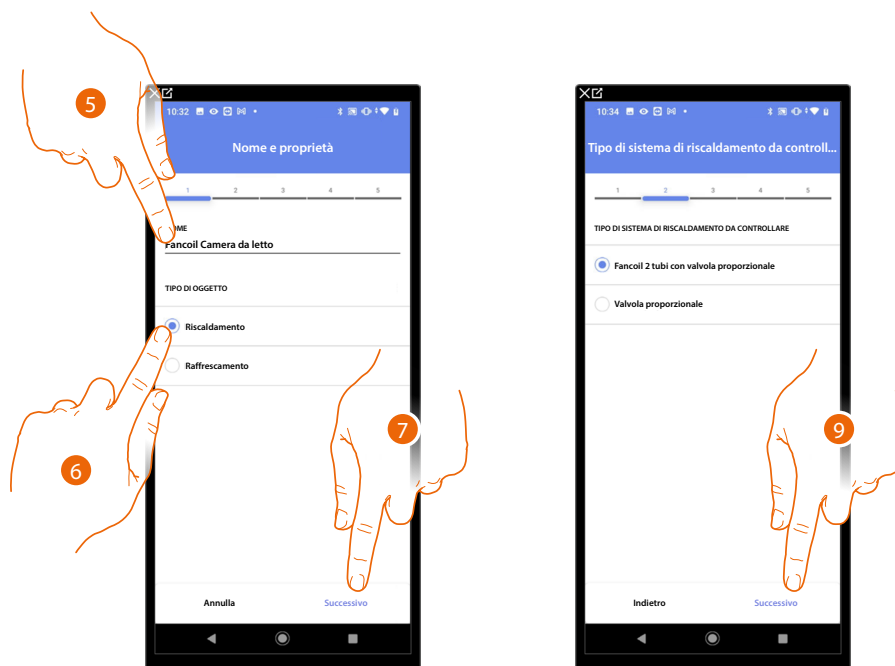 5
10:32
Nome e proprietà
1 2 3 4 5
Fancoil Camera da letto
TIPO DI OGGETTO
Riscaldamento
Raffrescamento
6
7
Annulla
Successivo
10:34
Tipo di sistema di riscaldamento da controll...
1 2 3 4 5
TIPO DI SISTEMA DI RISCALDAMENTO DA CONTROLLARE
Fancoil 2 tubi con valvola proporzionale
Valvola proporzionale
9
Indietro
Successivo